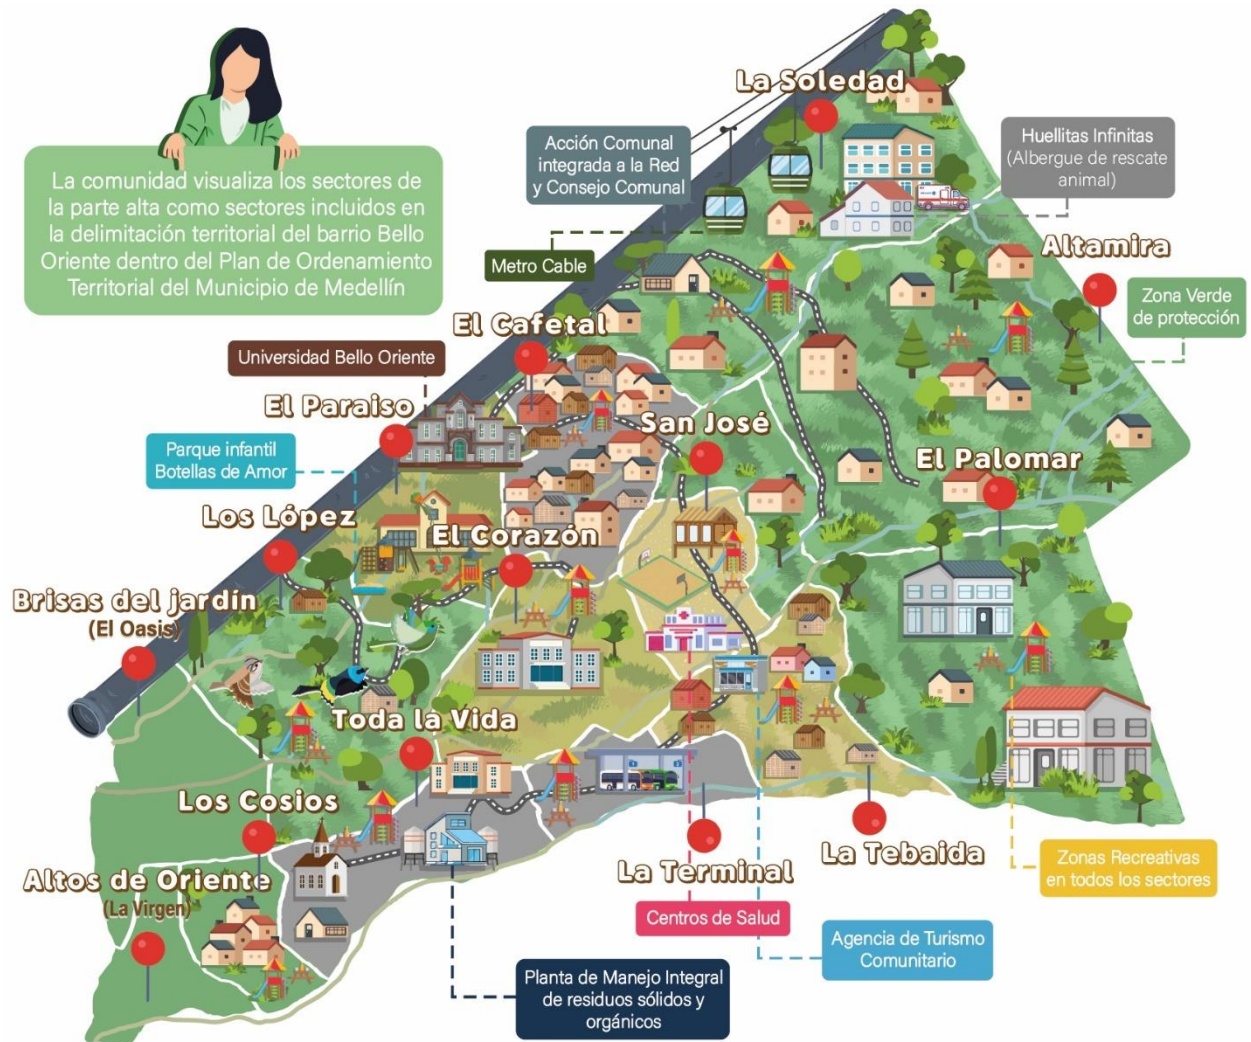 La comunidad visualiza los sectores de
la parte alta como sectores incluidos en
la delimitación territorial del barrio Bello
Oriente dentro del Plan de Ordenamiento
Territorial del Municipio de Medellín
La Soledad
Acción Comunal
integrada a la Red
y Consejo Comunal
Huellitas Infinitas
(Albergue de rescate
animal)
Metro Cable
Altamira
Zona Verde
de protección
El Cafetal
Universidad Bello Oriente
El Paraiso
San José
Parque infantil
Botellas de Amor
El Palomar
Los López
El Corazón
Brisas del jardín
(El Oasis)
Toda la Vida
Los Cosios
La Terminal
La Tebaida
Zonas Recreativas
en todos los sectores
Altos de Oriente
(La Virgen)
Centros de Salud
Agencia de Turismo
Comunitario
Planta de Manejo Integral
de residuos sólidos y
orgánicos